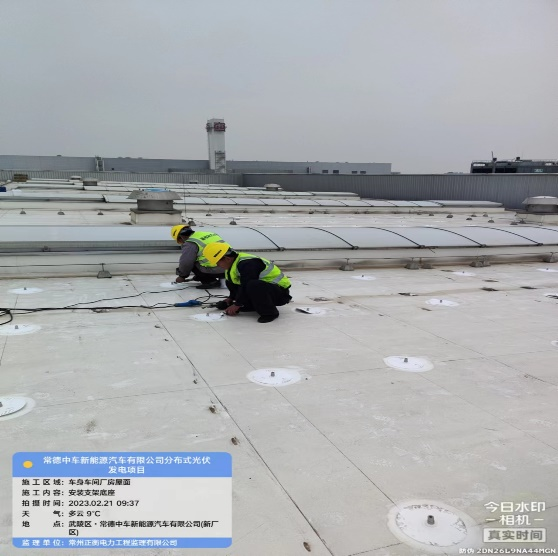 常德中车新能源汽车有限公司分布式光伏
发电项目
施工区域: 车身车间厂房屋面
施工内容: 安装支架底座
拍摄时间: 2023.02.21 09:37
天 气: 多云 9℃
地 点: 武陵区·常德中车新能源汽车有限公司(新厂
区)
监理单位: 常州正衡电力工程监理有限公司
今日水印
相机
真实时间
防伪 2DN26L9NA44HGN